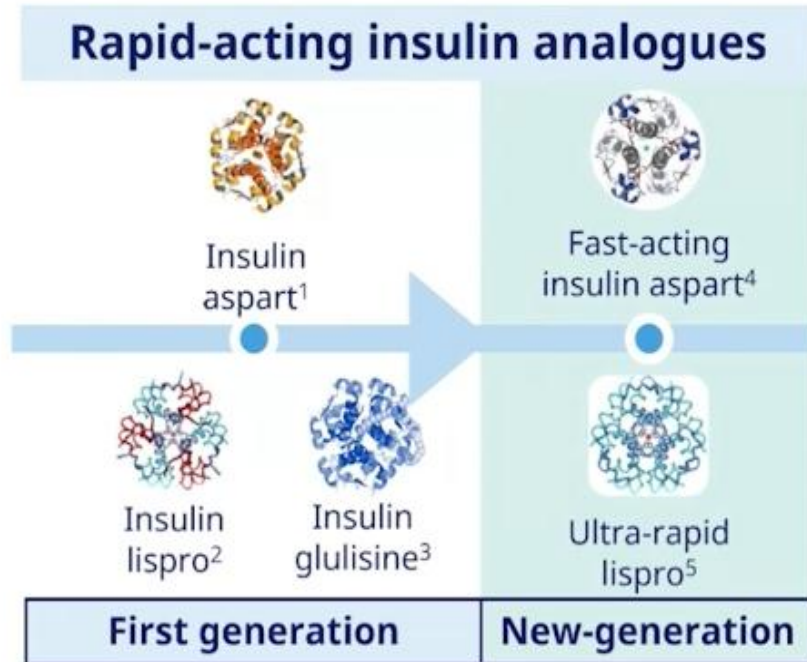 Rapid-acting insulin analogues
Insulin
aspart¹
Fast-acting
insulin aspart⁴
Insulin
lispro²
Insulin
glulisine³
Ultra-rapid
lispro⁵
First generation
New-generation